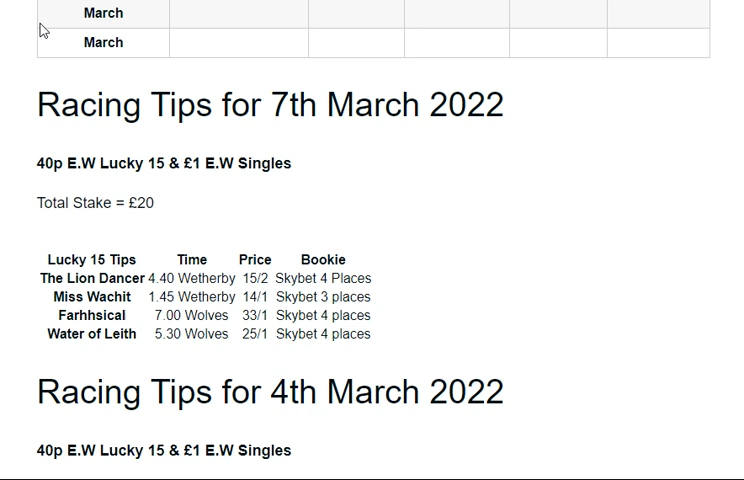 March
March
Racing Tips for 7th March 2022
40p E.W Lucky 15 & £1 E.W Singles
Total Stake = £20
Lucky 15 Tips Time Price Bookie
The Lion Dancer 4.40 Wetherby 15/2 Skybet 4 Places
Miss Wachit 1.45 Wetherby 14/1 Skybet 3 places
Farhhsical 7.00 Wolves 33/1 Skybet 4 places
Water of Leith 5.30 Wolves 25/1 Skybet 4 places
Racing Tips for 4th March 2022
40p E.W Lucky 15 & £1 E.W Singles